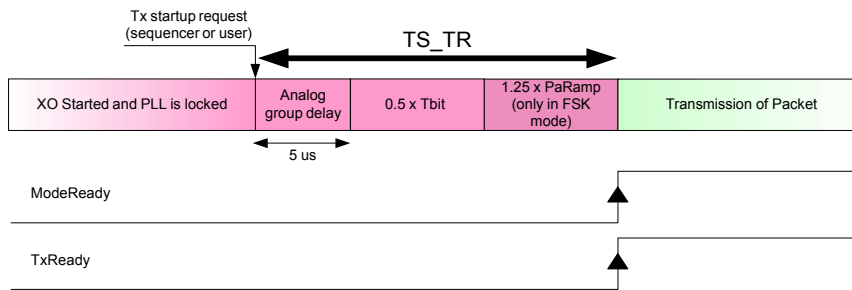 Tx startup request
(sequencer or user)
TS_TR
XO Started and PLL is locked
Analog
group delay
0.5 x Tbit
1.25 x PaRamp
(only in FSK
mode)
Transmission of Packet
5 us
ModeReady
TxReady